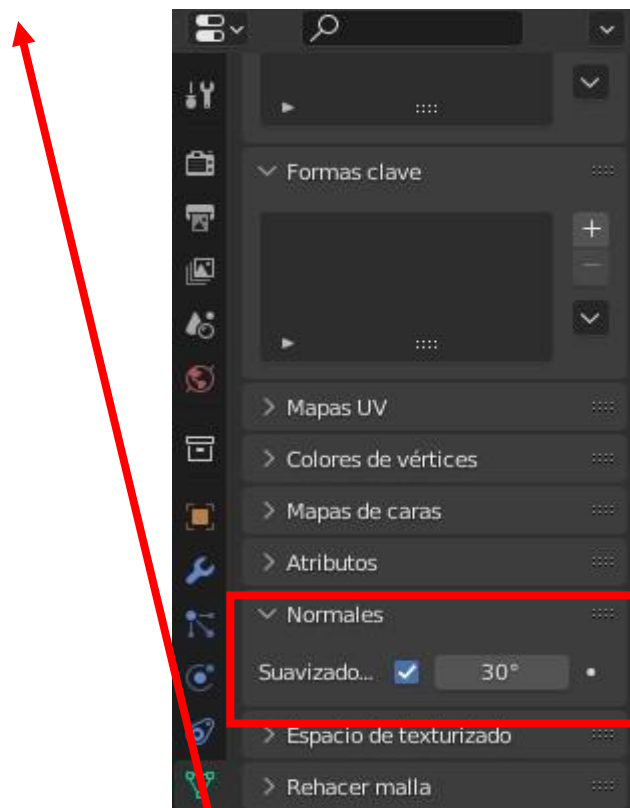 Formas clave
Mapas UV
Colores de vértices
Mapas de caras
Atributos
Normales
Suavizado... 30°
Espacio de texturizado
Rehacer malla